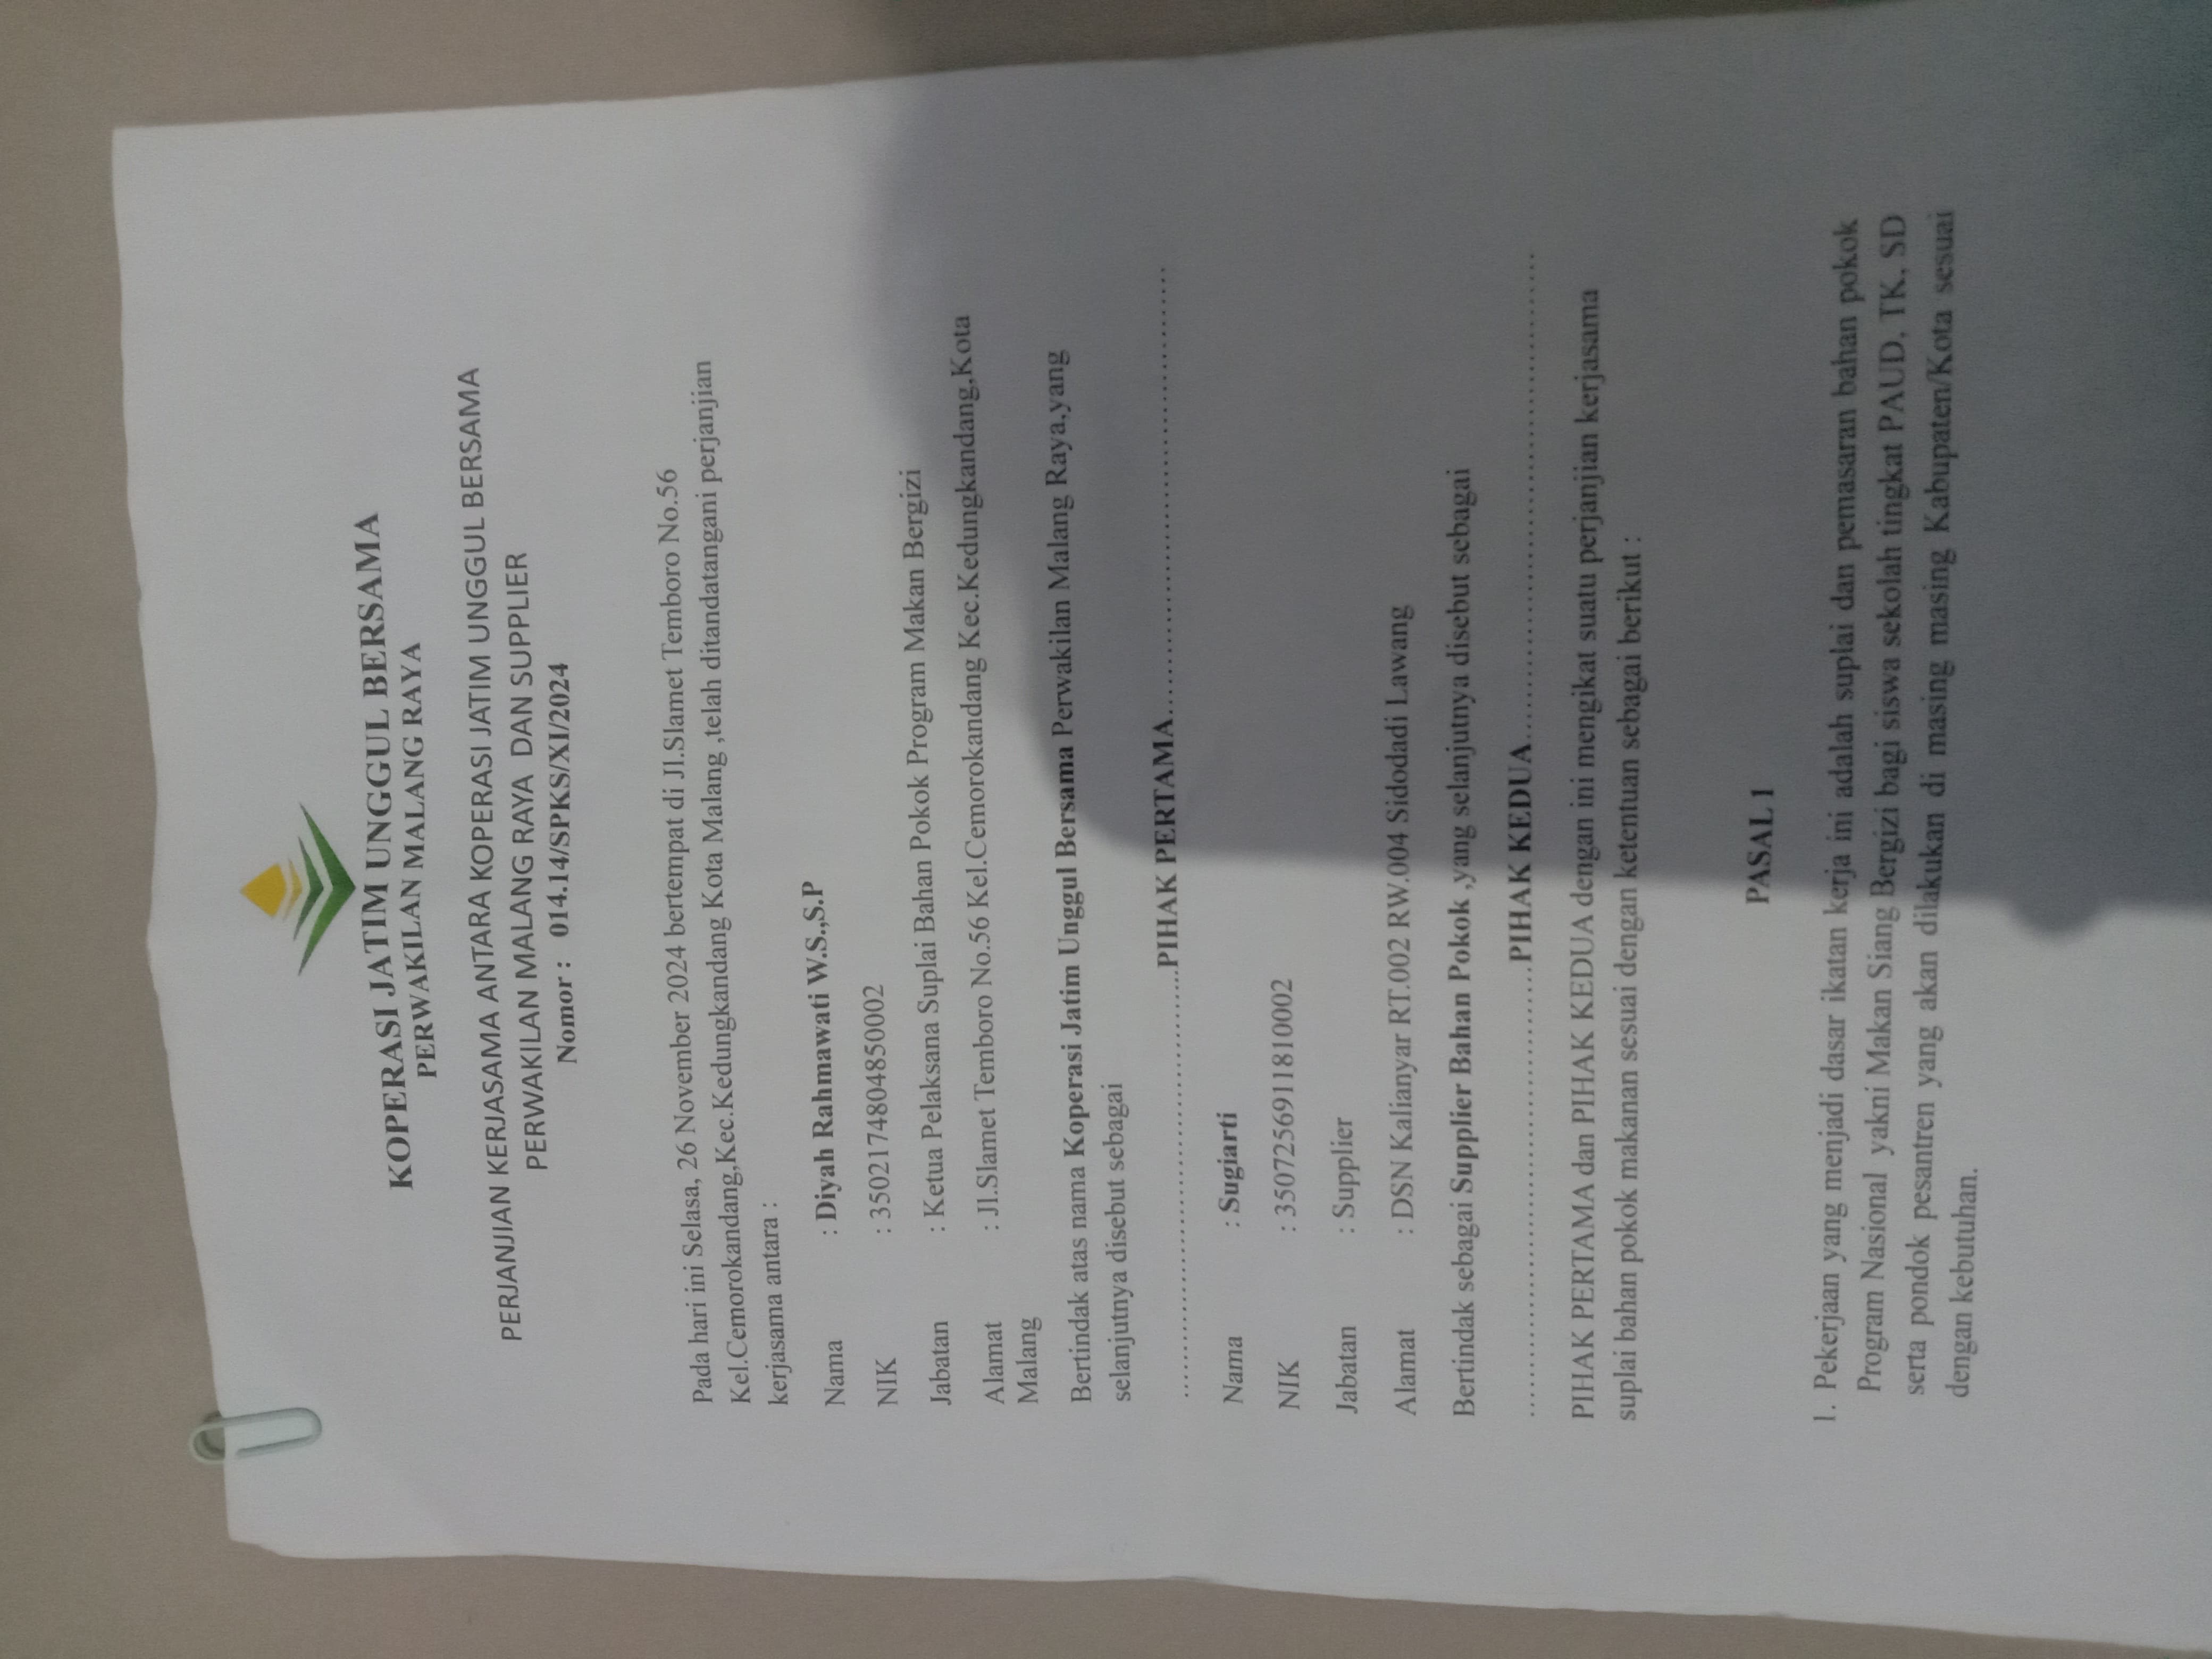 KOPERASI JATIM UNGGUL BERSAMA
PERWAKILAN MALANG RAYA
PERJANJIAN KERJASAMA ANTARA KOPERASI JATIM UNGGUL BERSAMA
PERWAKILAN MALANG RAYA DAN SUPPLIER
Nomor : 014.14/SPKS/XI/2024
Pada hari ini Selasa, 26 November 2024 bertempat di Jl.Slamet Temboro No.56
Kel.Cemorokandang,Kec.Kedungkandang Kota Malang ,telah ditandatangani perjanjian
kerjasama antara :
Nama : Diyah Rahmawati W.S.,S.P
NIK : 3502174804850002
Jabatan : Ketua Pelaksana Suplai Bahan Pokok Program Makan Bergizi
Alamat : Jl.Slamet Temboro No.56 Kel.Cemorokandang Kec.Kedungkandang,Kota
Malang
Bertindak atas nama Koperasi Jatim Unggul Bersama Perwakilan Malang Raya,yang
selanjutnya disebut sebagai
........................................................PIHAK PERTAMA........................................................
Nama : Sugiarti
NIK : 3507256911810002
Jabatan : Supplier
Alamat : DSN Kalianyar RT.002 RW.004 Sidodadi Lawang
Bertindak sebagai Supplier Bahan Pokok ,yang selanjutnya disebut sebagai
........................................................PIHAK KEDUA............................................................
PIHAK PERTAMA dan PIHAK KEDUA dengan ini mengikat suatu perjanjian kerjasama
suplai bahan pokok makanan sesuai dengan ketentuan sebagai berikut :
PASAL 1
1. Pekerjaan yang menjadi dasar ikatan kerja ini adalah suplai dan pemasaran bahan pokok
Program Nasional yakni Makan Siang Bergizi bagi siswa sekolah tingkat PAUD, TK, SD
serta pondok pesantren yang akan dilakukan di masing masing Kabupaten/Kota sesuai
dengan kebutuhan.